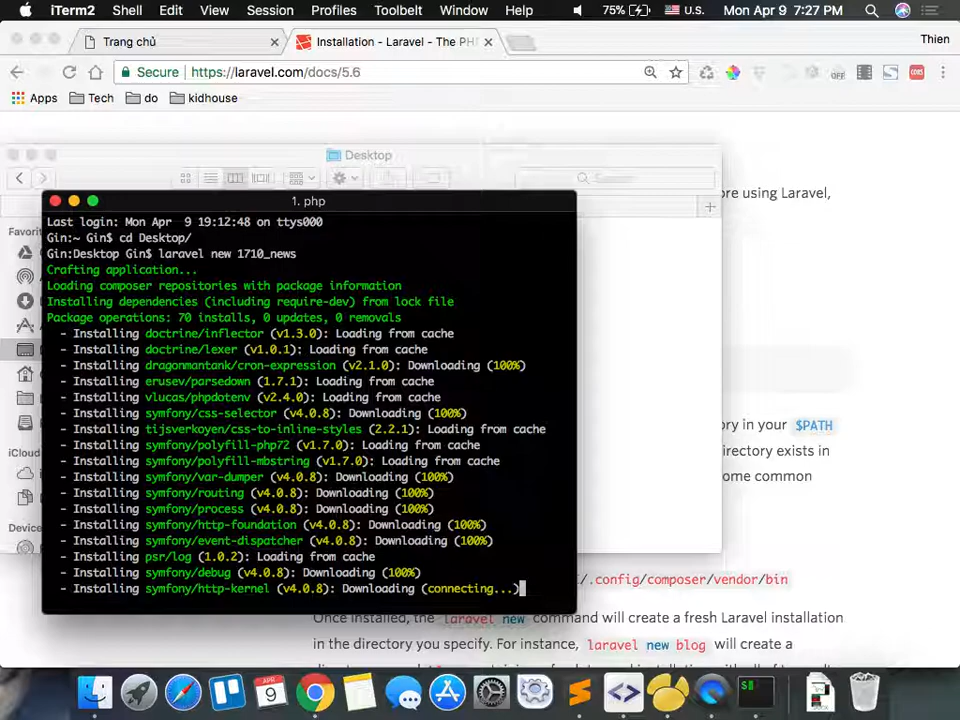 iTerm2 Shell Edit View Session Profiles Toolbelt Window Help 75% U.S. Mon Apr 9 7:27 PM
Trang chủ Installation - Laravel - The PH Thien
Secure https://laravel.com/docs/5.6 OFF CORS
Apps Tech do kidhouse
Desktop
Search
ore using Laravel,
1. php
Favori
Last login: Mon Apr  9 19:12:48 on ttys000
Gin:~ Gin$ cd Desktop/
Gin:Desktop Gin$ laravel new 1710_news
Crafting application...
Loading composer repositories with package information
Installing dependencies (including require-dev) from lock file
Package operations: 70 installs, 0 updates, 0 removals
- Installing doctrine/inflector (v1.3.0): Loading from cache
- Installing doctrine/lexer (v1.0.1): Loading from cache
- Installing dragonmantank/cron-expression (v2.1.0): Downloading (100%)
- Installing erusev/parsedown (1.7.1): Loading from cache
- Installing vlucas/phpdotenv (v2.4.0): Loading from cache
- Installing symfony/css-selector (v4.0.8): Downloading (100%)
- Installing tijsverkoyen/css-to-inline-styles (2.2.1): Loading from cache
- Installing symfony/polyfill-php72 (v1.7.0): Loading from cache
- Installing symfony/polyfill-mbstring (v1.7.0): Loading from cache
- Installing symfony/var-dumper (v4.0.8): Downloading (100%)
- Installing symfony/routing (v4.0.8): Downloading (100%)
- Installing symfony/process (v4.0.8): Downloading (100%)
- Installing symfony/http-foundation (v4.0.8): Downloading (100%)
- Installing symfony/event-dispatcher (v4.0.8): Downloading (100%)
- Installing psr/log (1.0.2): Loading from cache
- Installing symfony/debug (v4.0.8): Downloading (100%)
- Installing symfony/http-kernel (v4.0.8): Downloading (connecting...)
iCloud
Device
ory in your $PATH
irectory exists in
ome common
/.config/composer/vendor/bin
Once installed, the laravel new command will create a fresh Laravel installation
in the directory you specify. For instance, laravel new blog will create a
APR
9